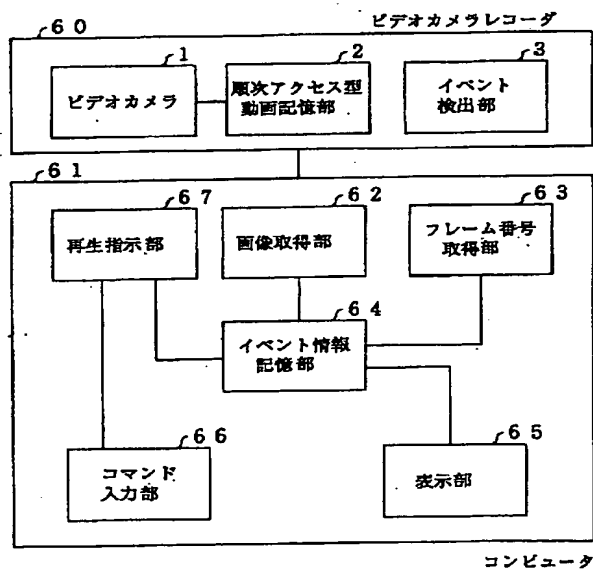 ビデオカメラレコーダ
60
1
2
3
ビデオカメラ
順次アクセス型
動画記憶部
イベント
検出部
61
67
62
63
再生指示部
画像取得部
フレーム番号
取得部
64
イベント情報
記憶部
66
65
コマンド
入力部
表示部
コンピュータ